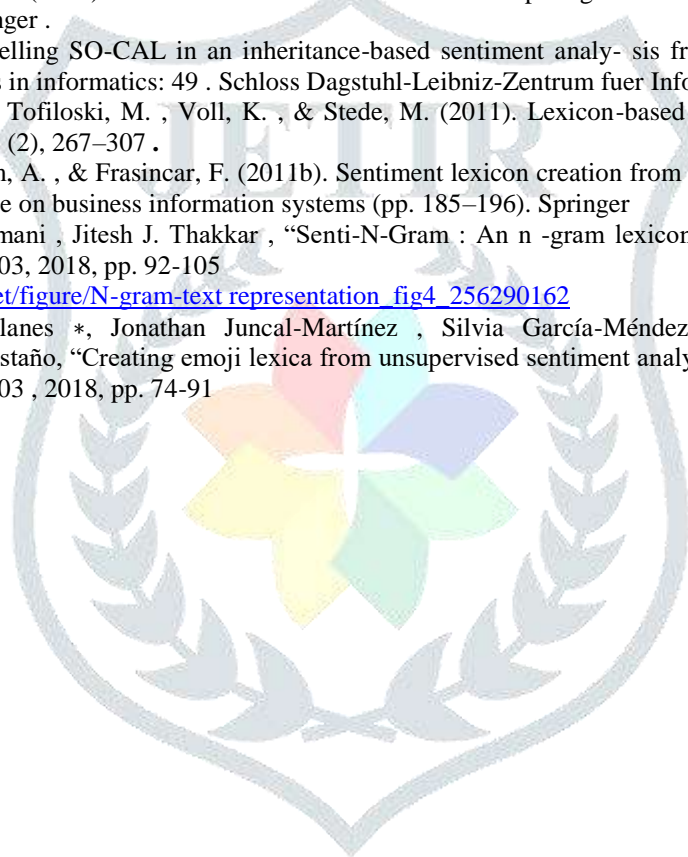 nger .
elling SO-CAL in an inheritance-based sentiment analy- sis fr
s in informatics: 49 . Schloss Dagstuhl-Leibniz-Zentrum fuer Info
Tofiloski, M. , Voll, K. , & Stede, M. (2011). Lexicon-based
(2), 267–307 .
n, A. , & Frasincar, F. (2011b). Sentiment lexicon creation from
e on business information systems (pp. 185–196). Springer
mani , Jitesh J. Thakkar , “Senti-N-Gram : An n -gram lexicon
03, 2018, pp. 92-105
et/figure/N-gram-text representation_fig4_256290162
lanes ∗, Jonathan Juncal-Martínez , Silvia García-Méndez
staño, “Creating emoji lexica from unsupervised sentiment analy
03 , 2018, pp. 74-91
JETIR